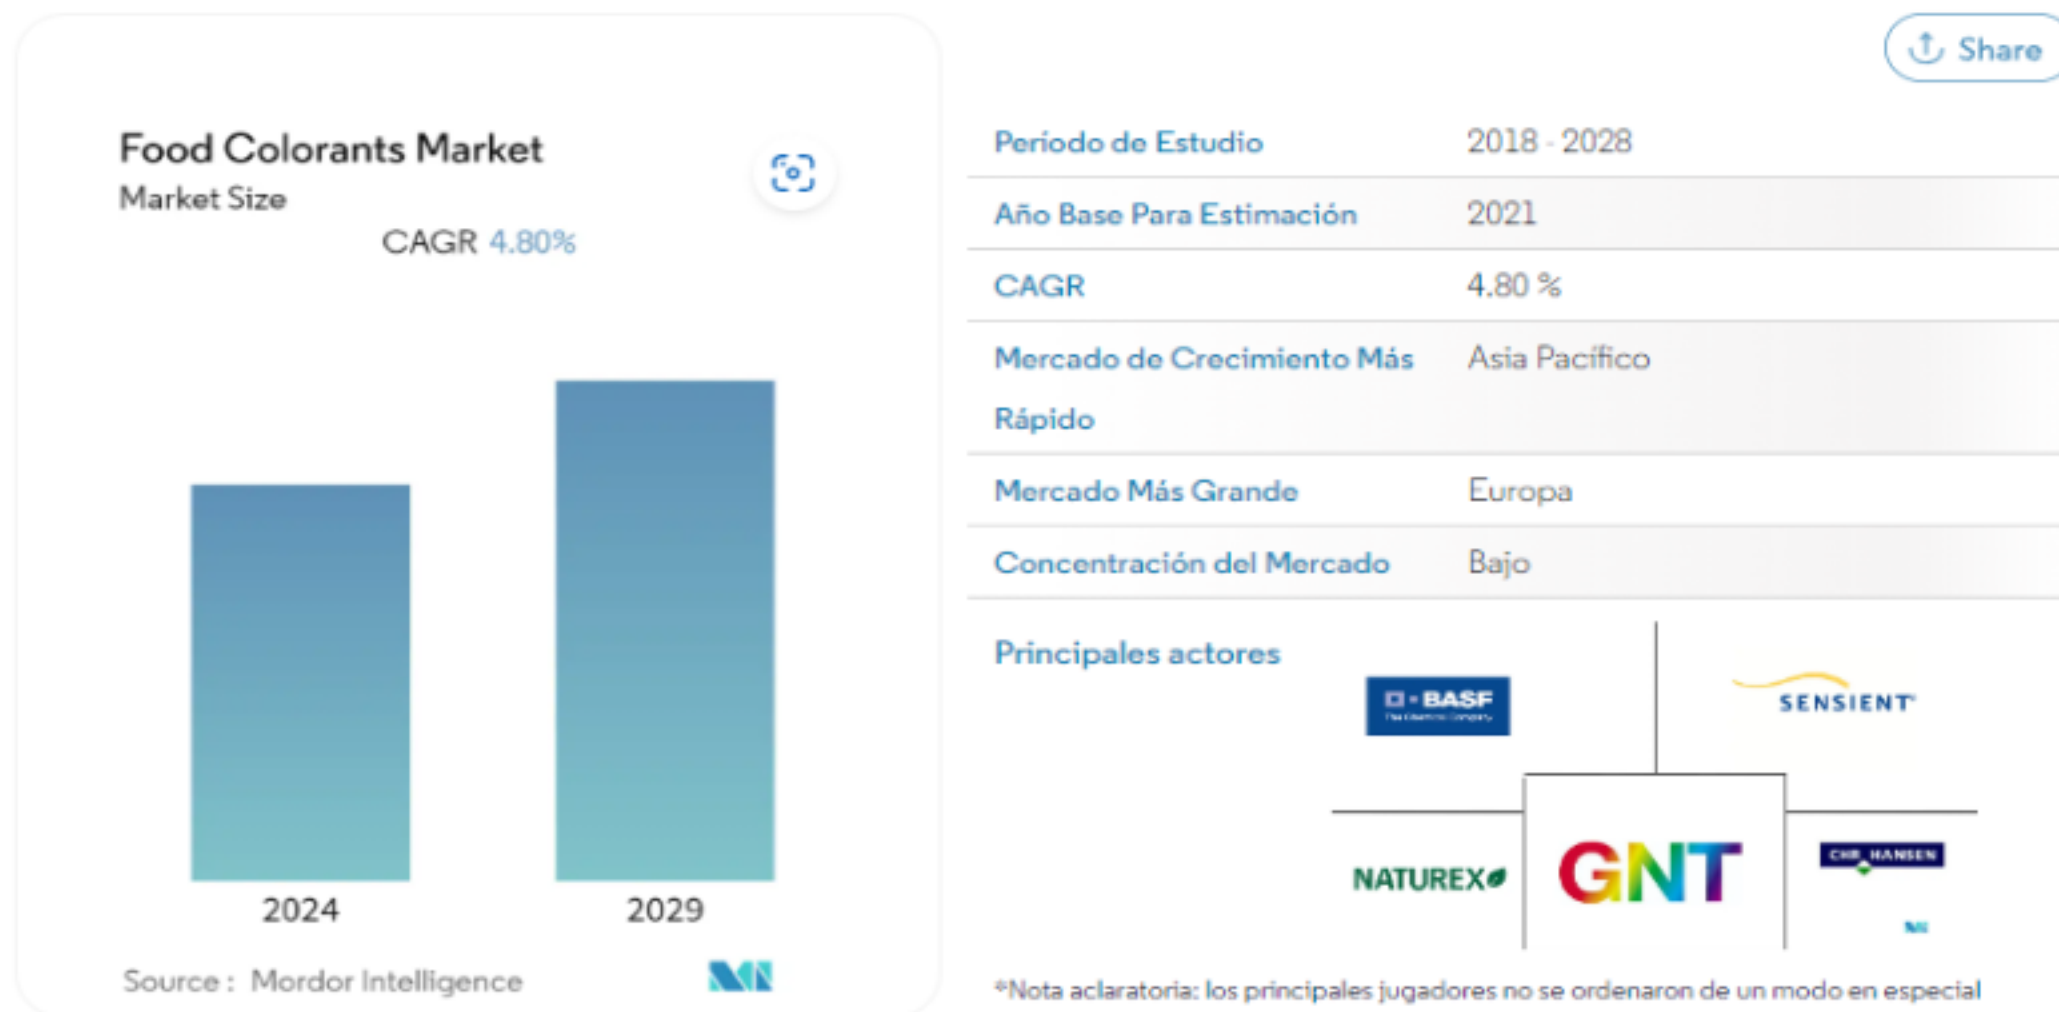 Share
Food Colorants Market
Market Size
CAGR 4.80%
2024
2029
Source : Mordor Intelligence
Período de Estudio 2018 - 2028
Año Base Para Estimación 2021
CAGR 4.80 %
Mercado de Crecimiento Más Asia Pacífico
Rápido
Mercado Más Grande Europa
Concentración del Mercado Bajo
Principales actores
BASF
The Chemical Company
SENSIENT
NATUREX
GNT
CHR HANSEN
*Nota aclaratoria: los principales jugadores no se ordenaron de un modo en especial